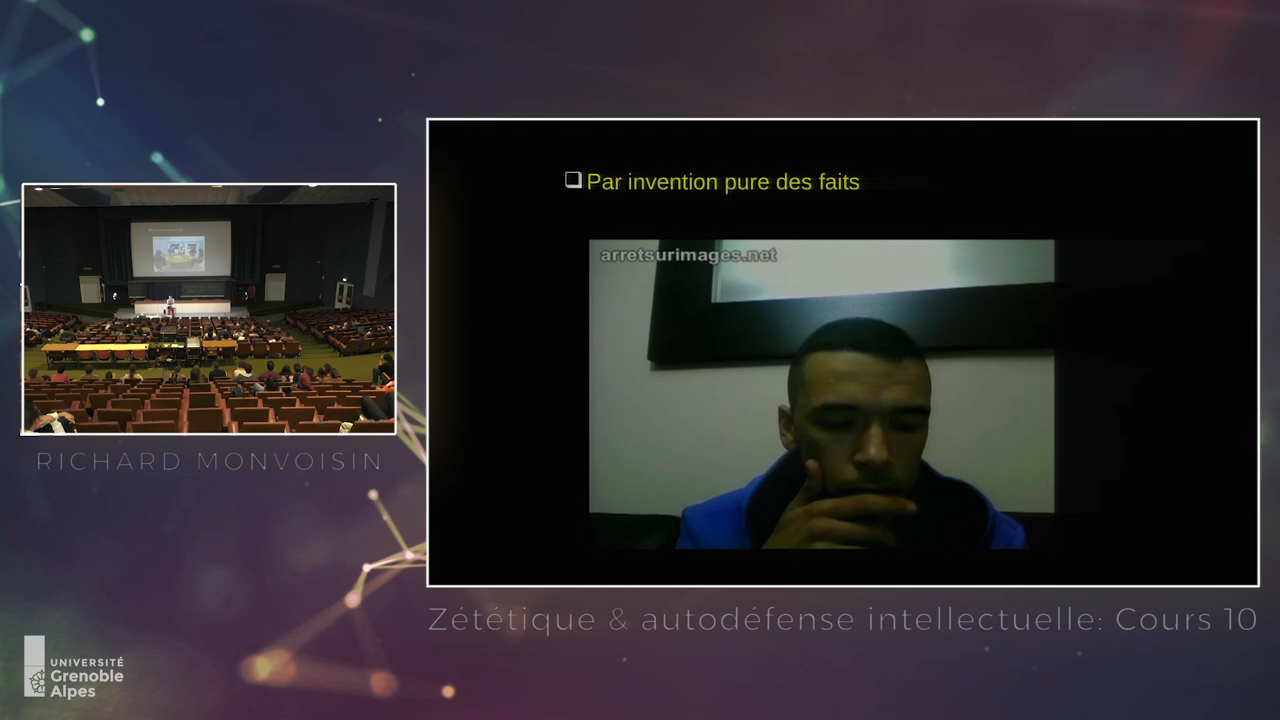 Par invention pure des faits
arretsurimages.net
RICHARD MONVOISIN
Zététique & autodéfense intellectuelle: Cours 10
UNIVERSITÉ
Grenoble
Alpes